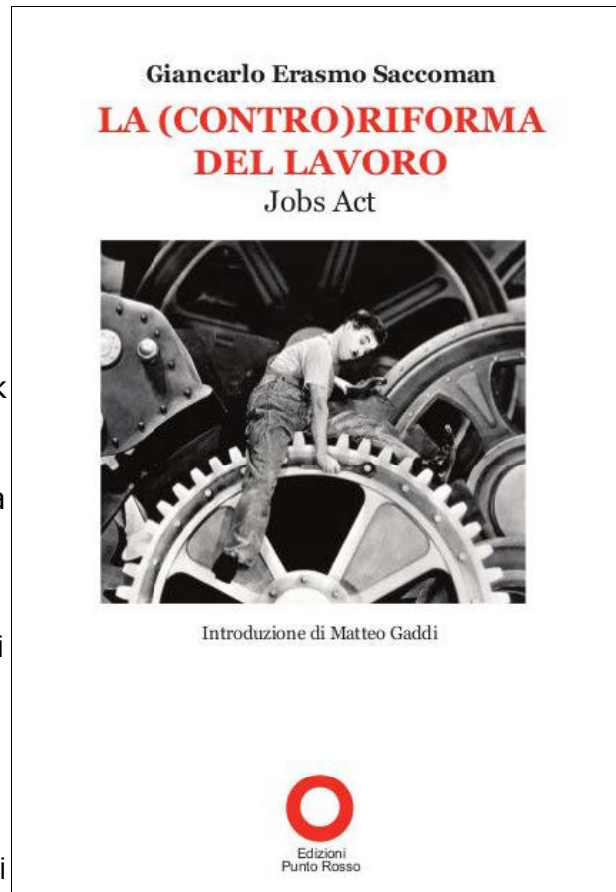 Giancarlo Erasmo Saccoman
LA (CONTRO)RIFORMA
DEL LAVORO
Jobs Act
k
a
i
Introduzione di Matteo Gaddi
Edizioni
Punto Rosso
i